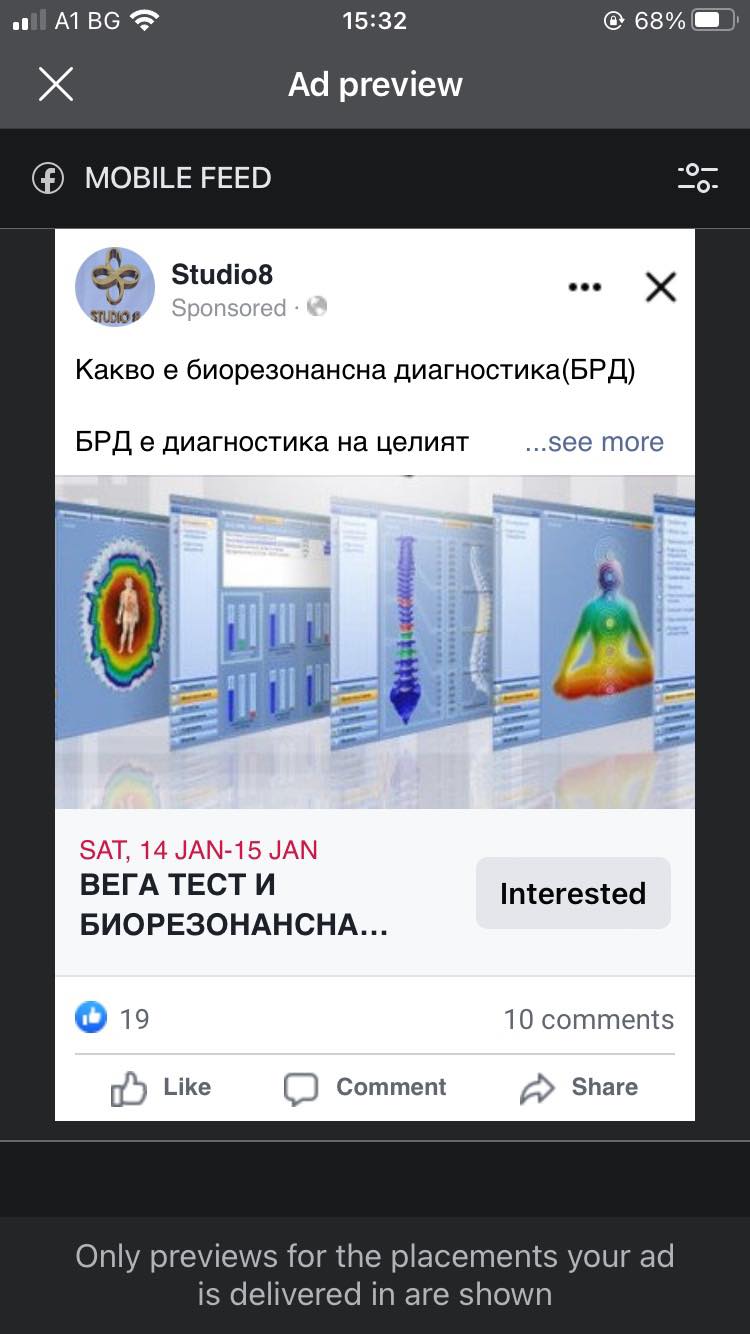 A1 BG
15:32
68%
Ad preview
MOBILE FEED
Studio8
Sponsored ·
STUDIO 8
Какво е биорезонансна диагностика(БРД)
БРД е диагностика на целият ...see more
SAT, 14 JAN-15 JAN
ВЕГА ТЕСТ И
БИОРЕЗОНАНСНА...
Interested
19
10 comments
Like
Comment
Share
Only previews for the placements your ad
is delivered in are shown